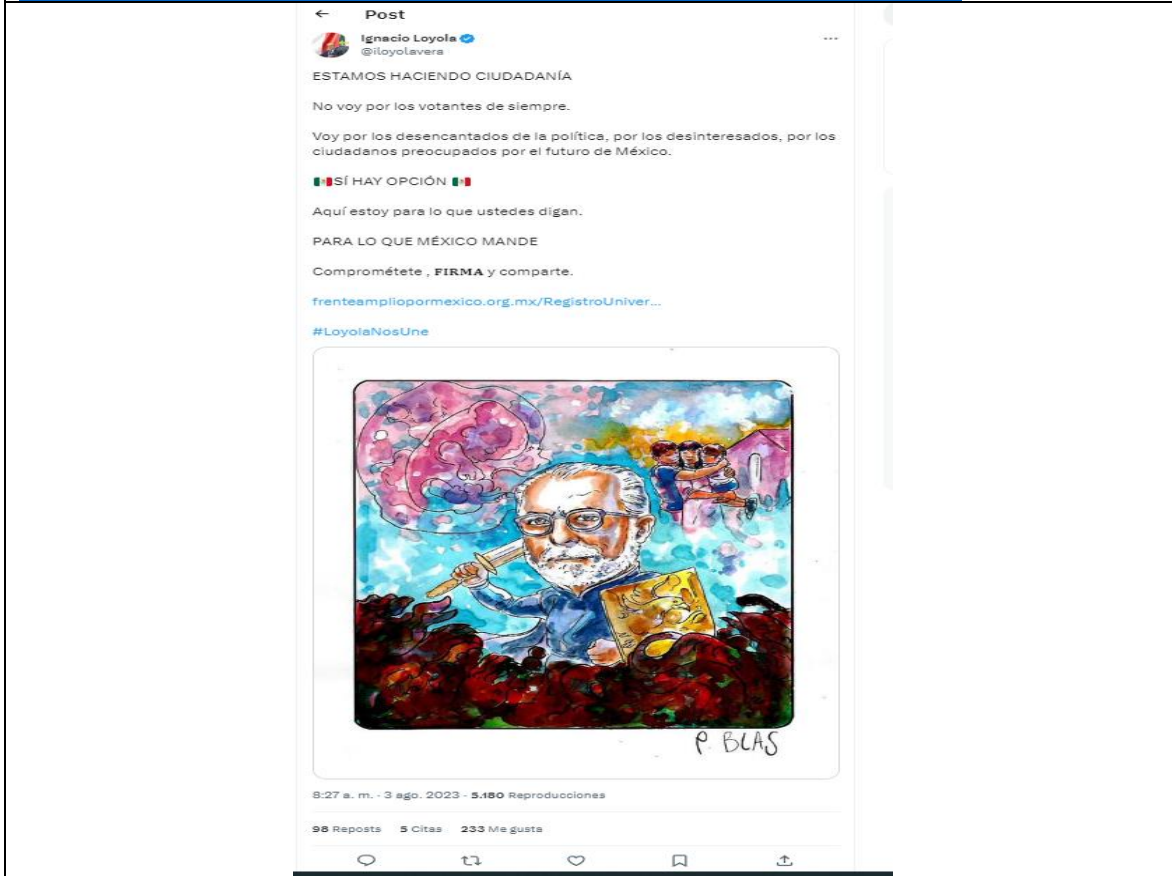 Post
Ignacio Loyola
@iloyolavera
ESTAMOS HACIENDO CIUDADANÍA
No voy por los votantes de siempre.
Voy por los desencantados de la política, por los desinteresados, por los
ciudadanos preocupados por el futuro de México.
🇲🇽SÍ HAY OPCIÓN 🇲🇽
Aquí estoy para lo que ustedes digan.
PARA LO QUE MÉXICO MANDE
Comprométete , FIRMA y comparte.
frenteampliopormexico.org.mx/RegistroUniver...
#LoyolaNosUne
P. BLAS
8:27 a. m. · 3 ago. 2023 · 5.180 Reproducciones
98 Reposts 5 Citas 233 Me gusta